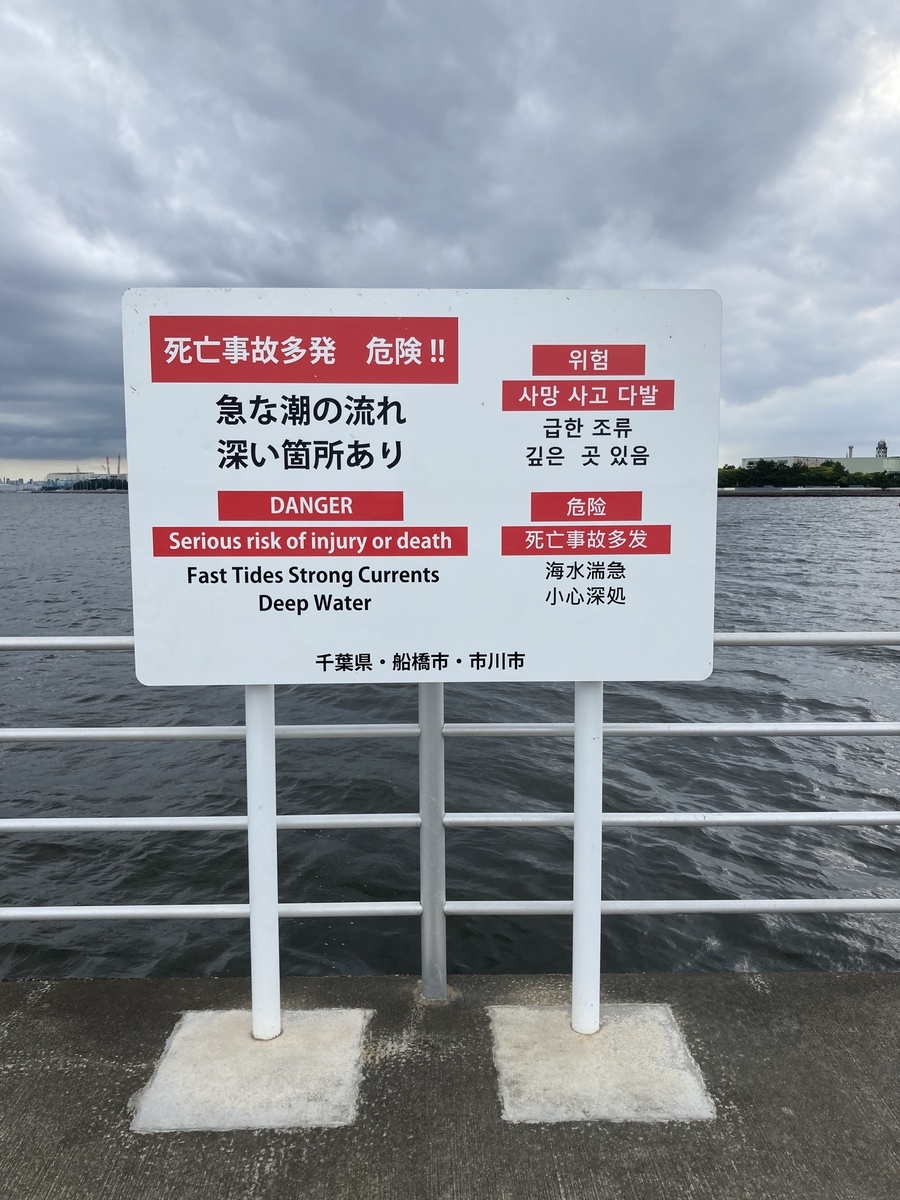 死亡事故多発　危険!!
急な潮の流れ
深い箇所あり
DANGER
Serious risk of injury or death
Fast Tides Strong Currents
Deep Water
위험
사망 사고 다발
급한 조류
깊은 곳 있음
危险
死亡事故多发
海水湍急
小心深処
千葉県・船橋市・市川市